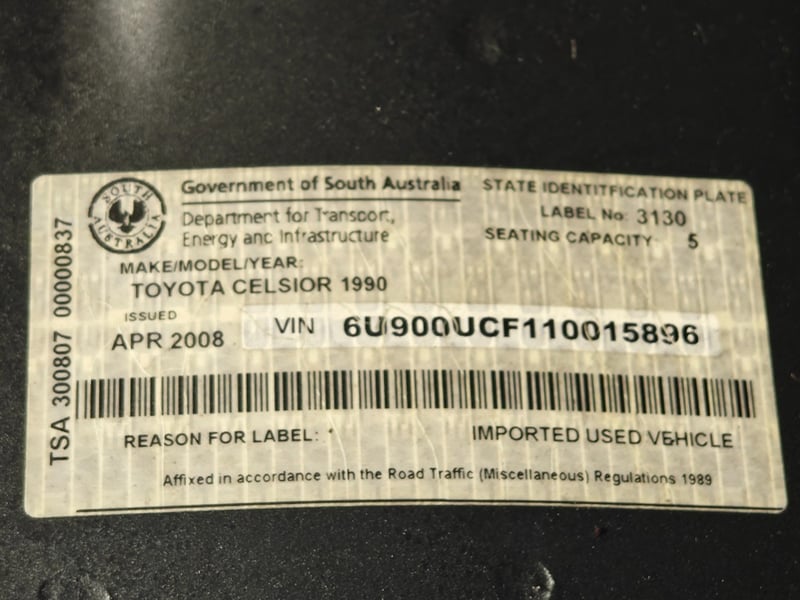 SOUTH AUSTRALIA
Government of South Australia
Department for Transport,
Energy and Infrastructure
STATE IDENTITFICATION PLATE
LABEL No: 3130
SEATING CAPACITY 5
MAKE/MODEL/YEAR:
TOYOTA CELSIOR 1990
ISSUED
APR 2008
VIN 6U900UCF110015896
TSA 300807 00000837
REASON FOR LABEL: *
IMPORTED USED VEHICLE
Affixed in accordance with the Road Traffic (Miscellaneous) Regulations 1989